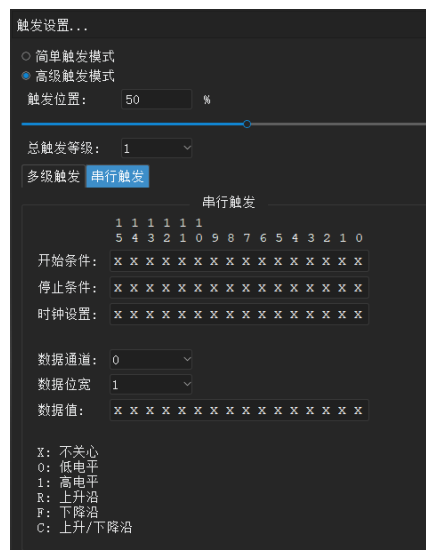 触发设置...
简单触发模式
高级触发模式
触发位置: 50 %
总触发等级: 1
多级触发 串行触发
串行触发
1 1 1 1 1 1
5 4 3 2 1 0 9 8 7 6 5 4 3 2 1 0
开始条件: X X X X X X X X X X X X X X X X
停止条件: X X X X X X X X X X X X X X X X
时钟设置: X X X X X X X X X X X X X X X X
数据通道: 0
数据位宽 1
数据值: X X X X X X X X X X X X X X X X
X: 不关心
0: 低电平
1: 高电平
R: 上升沿
F: 下降沿
C: 上升/下降沿